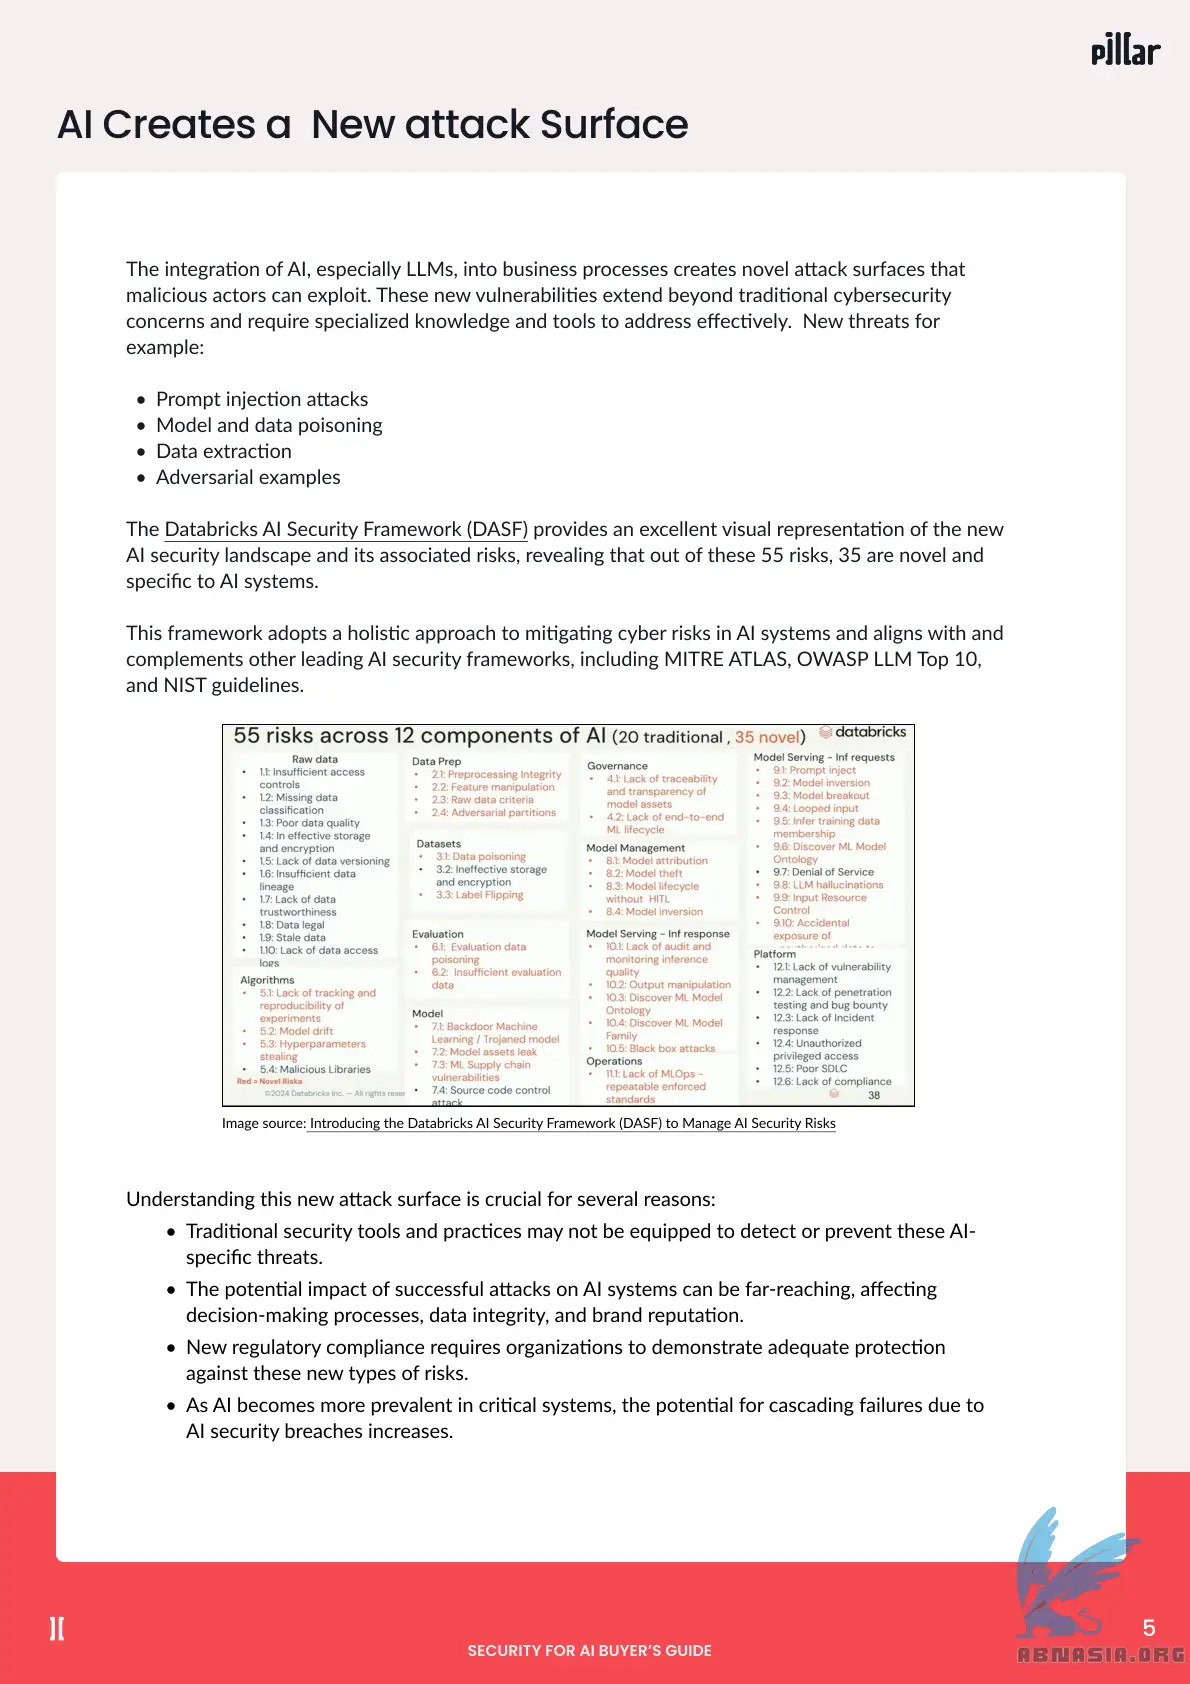 pillar
AI Creates a  New attack Surface
The integration of AI, especially LLMs, into business processes creates novel attack surfaces that
malicious actors can exploit. These new vulnerabilities extend beyond traditional cybersecurity
concerns and require specialized knowledge and tools to address effectively.  New threats for
example:
• Prompt injection attacks
• Model and data poisoning
• Data extraction
• Adversarial examples
The Databricks AI Security Framework (DASF) provides an excellent visual representation of the new
AI security landscape and its associated risks, revealing that out of these 55 risks, 35 are novel and
specific to AI systems.
This framework adopts a holistic approach to mitigating cyber risks in AI systems and aligns with and
complements other leading AI security frameworks, including MITRE ATLAS, OWASP LLM Top 10,
and NIST guidelines.
55 risks across 12 components of AI (20 traditional , 35 novel)
databricks
Raw data
• 1.1: Insufficient access
controls
• 1.2: Missing data
classification
• 1.3: Poor data quality
• 1.4: In effective storage
and encryption
• 1.5: Lack of data versioning
• 1.6: Insufficient data
lineage
• 1.7: Lack of data
trustworthiness
• 1.8: Data legal
• 1.9: Stale data
• 1.10: Lack of data access
logs
Algorithms
• 5.1: Lack of tracking and
reproducibility of
experiments
• 5.2: Model drift
• 5.3: Hyperparameters
stealing
• 5.4: Malicious Libraries
Red = Novel Riska
©2024 Databricks Inc. — All rights reser
Data Prep
• 2.1: Preprocessing Integrity
• 2.2: Feature manipulation
• 2.3: Raw data criteria
• 2.4: Adversarial partitions
Datasets
• 3.1: Data poisoning
• 3.2: Ineffective storage
and encryption
• 3.3: Label Flipping
Evaluation
• 6.1:  Evaluation data
poisoning
• 6.2:  Insufficient evaluation
data
Model
• 7.1: Backdoor Machine
Learning / Trojaned model
• 7.2: Model assets leak
• 7.3: ML Supply chain
vulnerabilities
• 7.4: Source code control
attack
Governance
• 4.1: Lack of traceability
and transparency of
model assets
• 4.2: Lack of end-to-end
ML lifecycle
Model Management
• 8.1: Model attribution
• 8.2: Model theft
• 8.3: Model lifecycle
without  HITL
• 8.4: Model inversion
Model Serving - Inf response
• 10.1: Lack of audit and
monitoring inference
quality
• 10.2: Output manipulation
• 10.3: Discover ML Model
Ontology
• 10.4: Discover ML Model
Family
• 10.5: Black box attacks
Operations
• 11.1: Lack of MLOps -
repeatable enforced
standards
Model Serving - Inf requests
• 9.1: Prompt inject
• 9.2: Model inversion
• 9.3: Model breakout
• 9.4: Looped input
• 9.5: Infer training data
membership
• 9.6: Discover ML Model
Ontology
• 9.7: Denial of Service
• 9.8: LLM hallucinations
• 9.9: Input Resource
Control
• 9.10: Accidental
exposure of
Platform
• 12.1: Lack of vulnerability
management
• 12.2: Lack of penetration
testing and bug bounty
• 12.3: Lack of Incident
response
• 12.4: Unauthorized
privileged access
• 12.5: Poor SDLC
• 12.6: Lack of compliance
38
Image source: Introducing the Databricks AI Security Framework (DASF) to Manage AI Security Risks
Understanding this new attack surface is crucial for several reasons:
• Traditional security tools and practices may not be equipped to detect or prevent these AI-
specific threats.
• The potential impact of successful attacks on AI systems can be far-reaching, affecting
decision-making processes, data integrity, and brand reputation.
• New regulatory compliance requires organizations to demonstrate adequate protection
against these new types of risks.
• As AI becomes more prevalent in critical systems, the potential for cascading failures due to
AI security breaches increases.
SECURITY FOR AI BUYER'S GUIDE
5
ABNASIA.ORG